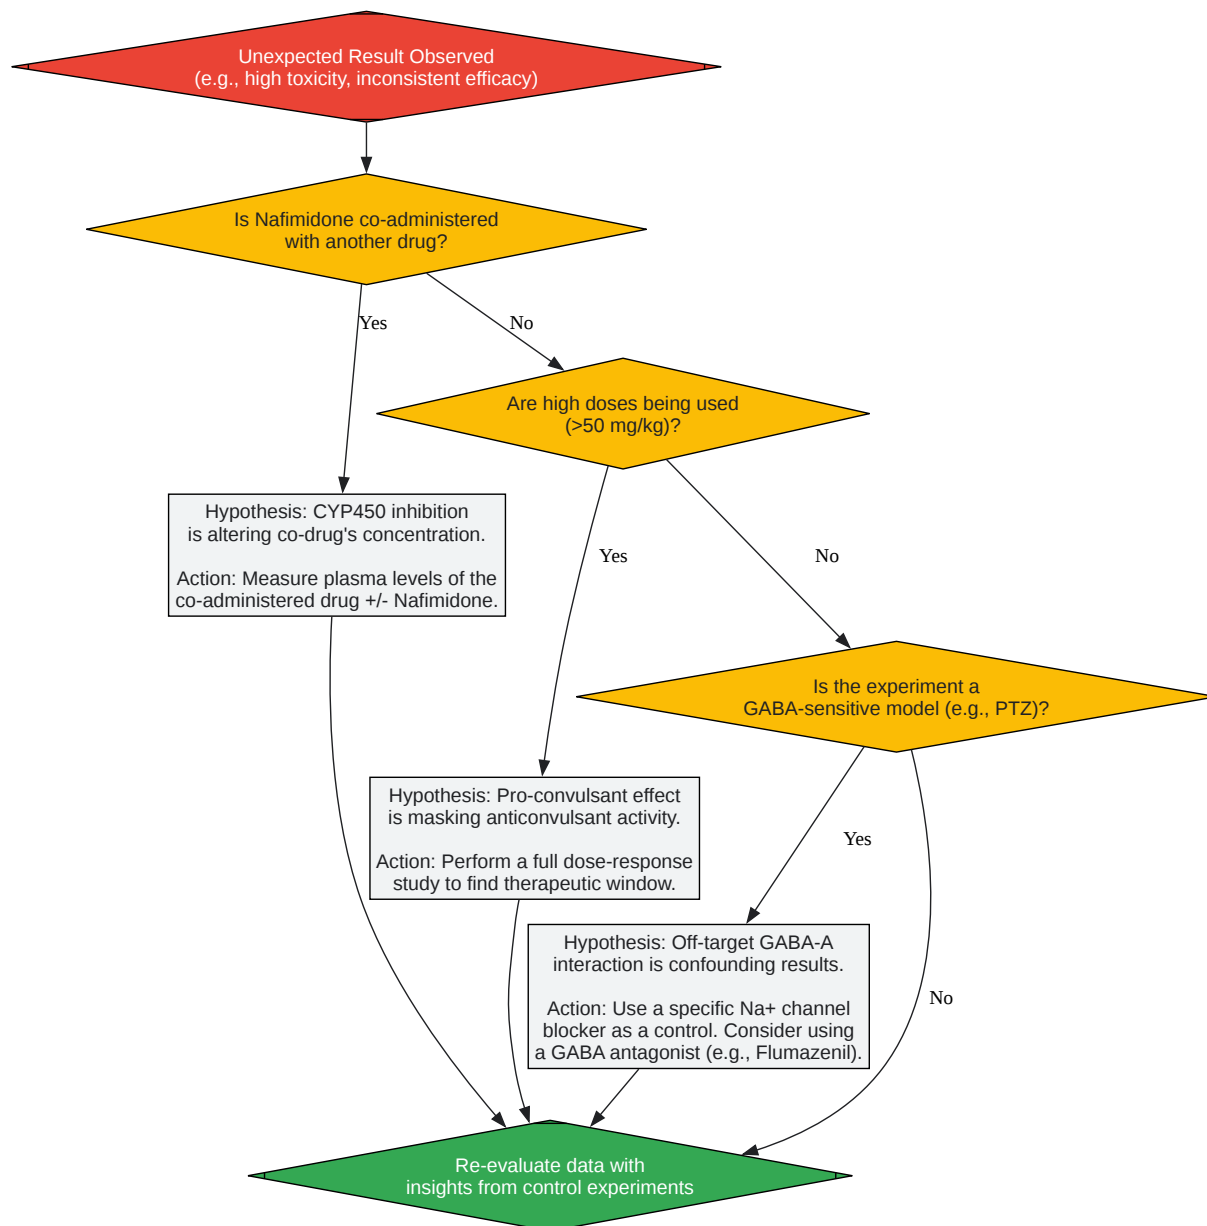 Unexpected Result Observed
(e.g., high toxicity, inconsistent efficacy)
Is Nafimidone co-administered
with another drug?
Yes
No
Are high doses being used
(>50 mg/kg)?
Hypothesis: CYP450 inhibition
is altering co-drug's concentration.
Action: Measure plasma levels of the
co-administered drug +/- Nafimidone.
Yes
No
Is the experiment a
GABA-sensitive model (e.g., PTZ)?
Hypothesis: Pro-convulsant effect
is masking anticonvulsant activity.
Action: Perform a full dose-response
study to find therapeutic window.
Yes
No
Hypothesis: Off-target GABA-A
interaction is confounding results.
Action: Use a specific Na+ channel
blocker as a control. Consider using
a GABA antagonist (e.g., Flumazenil).
Re-evaluate data with
insights from control experiments